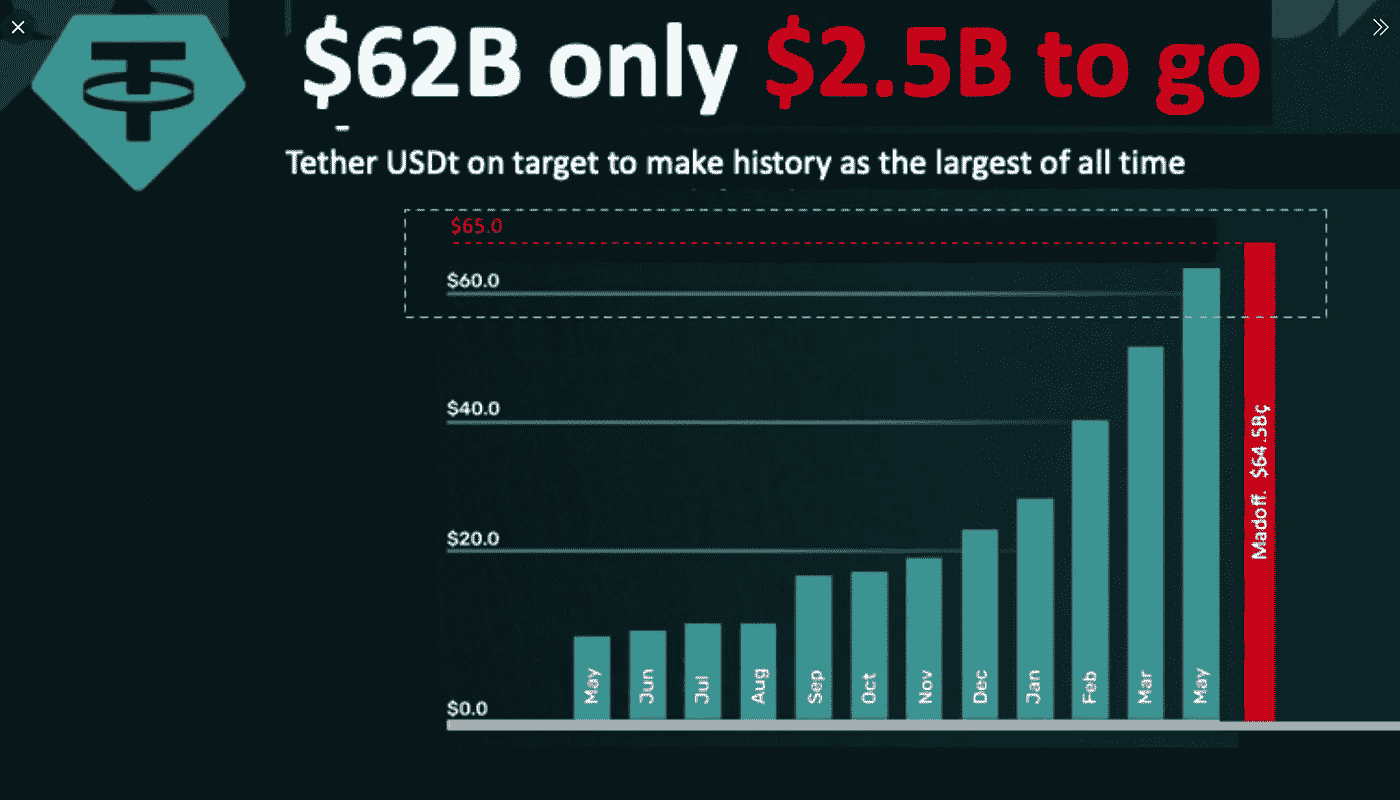 $62B only $2.5B to go
Tether USDt on target to make history as the largest of all time
$65.0
$60.0
$40.0
$20.0
$0.0
May
Jun
Jul
Aug
Sep
Oct
Nov
Dec
Jan
Feb
Mar
May
Madoff. $64.5Bç